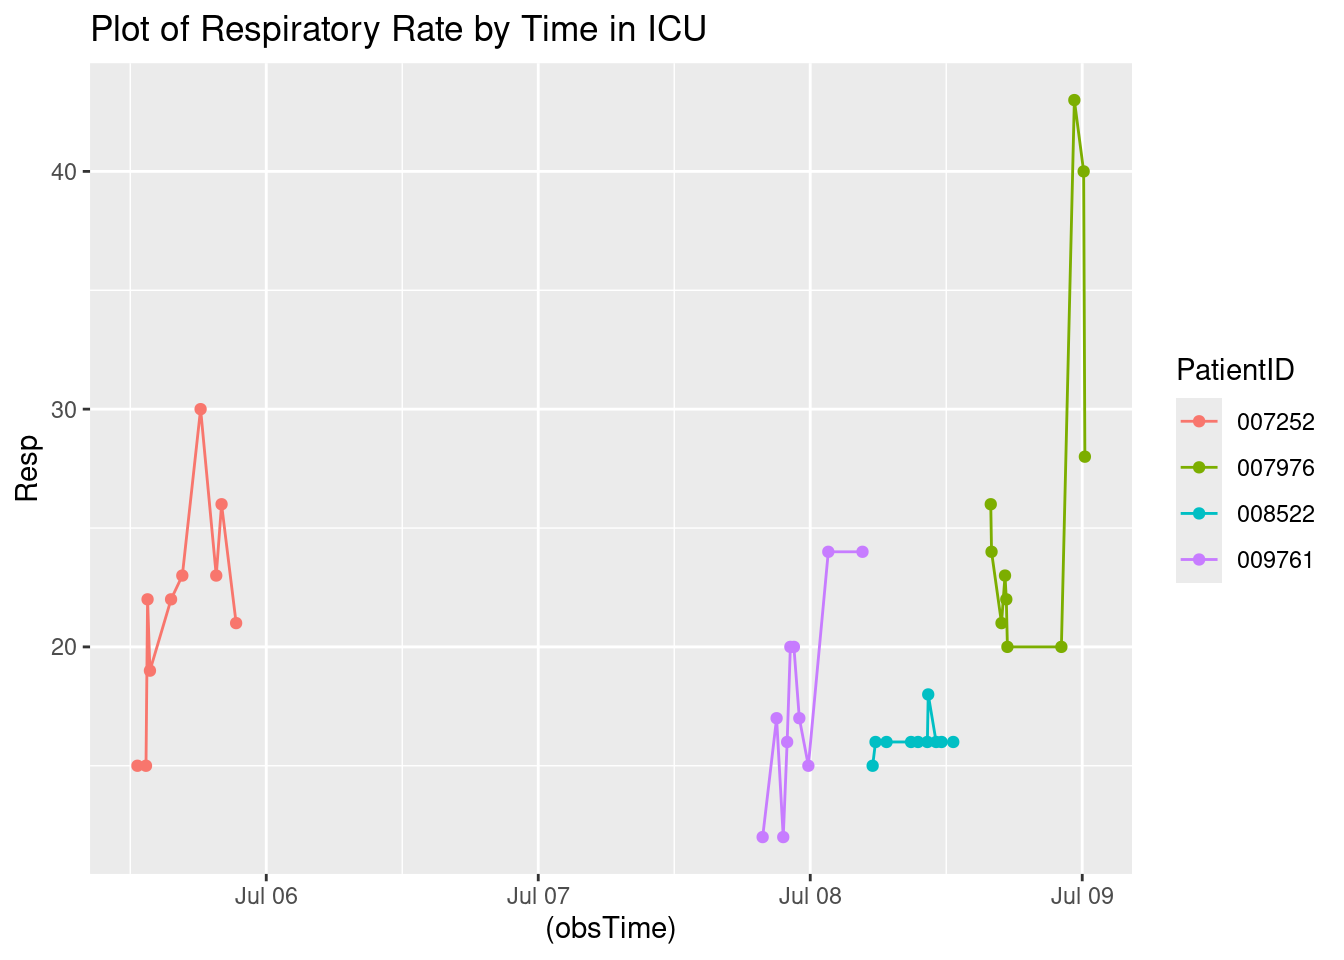 Plot of Respiratory Rate by Time in ICU
40
30
20
Resp
Jul 06
Jul 07
Jul 08
Jul 09
(obsTime)
PatientID
007252
007976
008522
009761